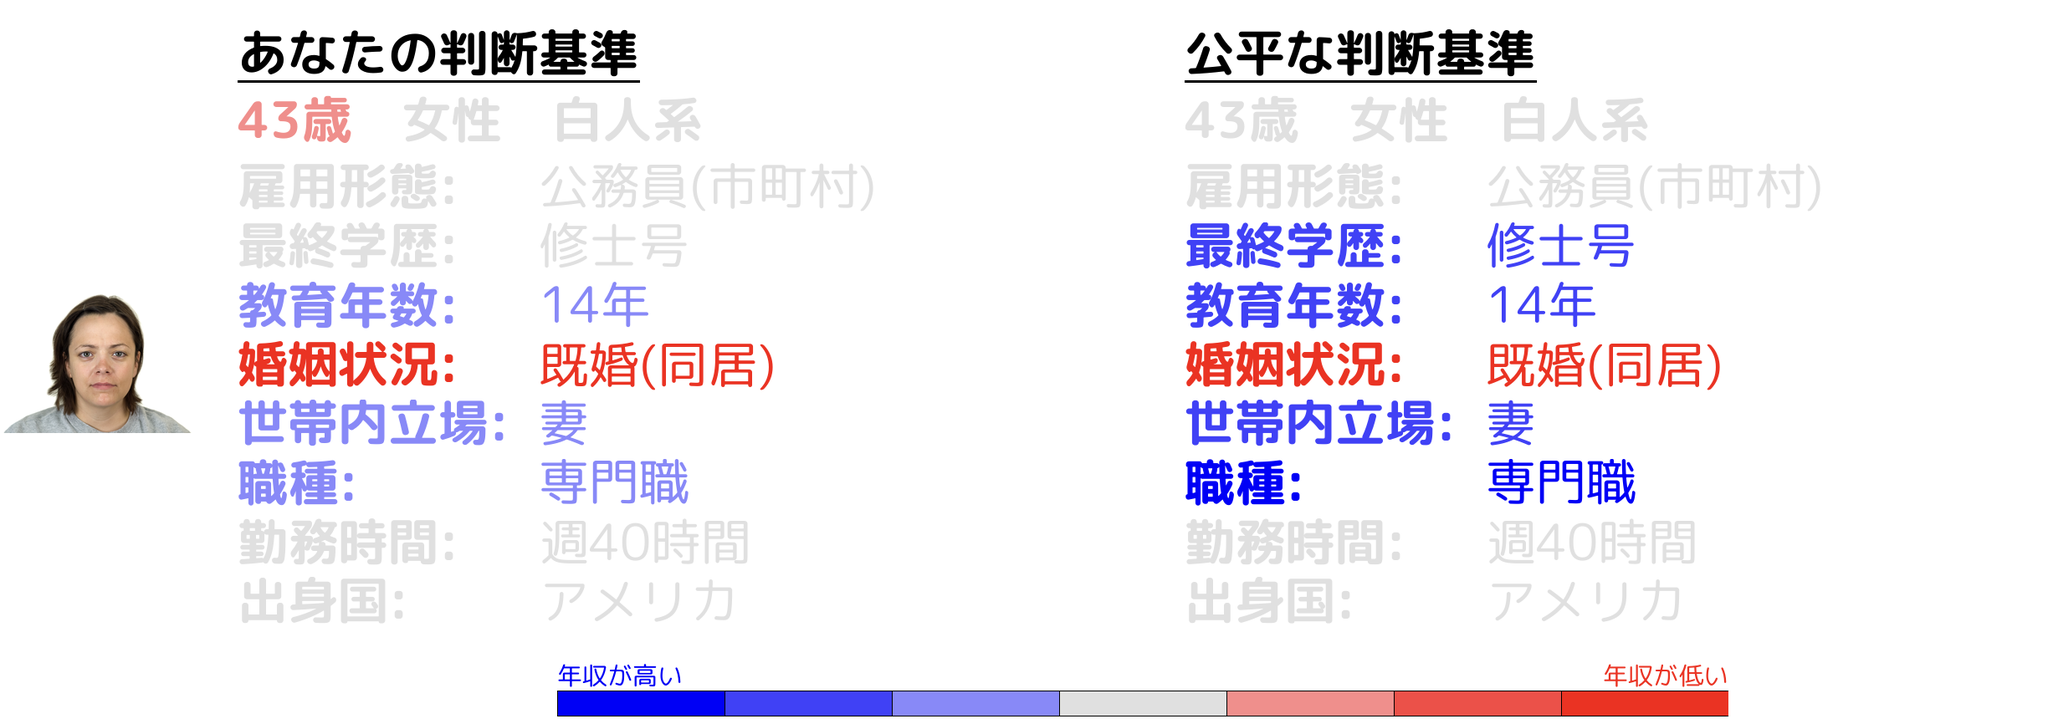 あなたの判断基準
43歳 女性 白人系
雇用形態: 公務員(市町村)
最終学歴: 修士号
教育年数: 14年
婚姻状況: 既婚(同居)
世帯内立場: 妻
職種: 専門職
勤務時間: 週40時間
出身国: アメリカ
公平な判断基準
43歳 女性 白人系
雇用形態: 公務員(市町村)
最終学歴: 修士号
教育年数: 14年
婚姻状況: 既婚(同居)
世帯内立場: 妻
職種: 専門職
勤務時間: 週40時間
出身国: アメリカ
年収が高い
年収が低い